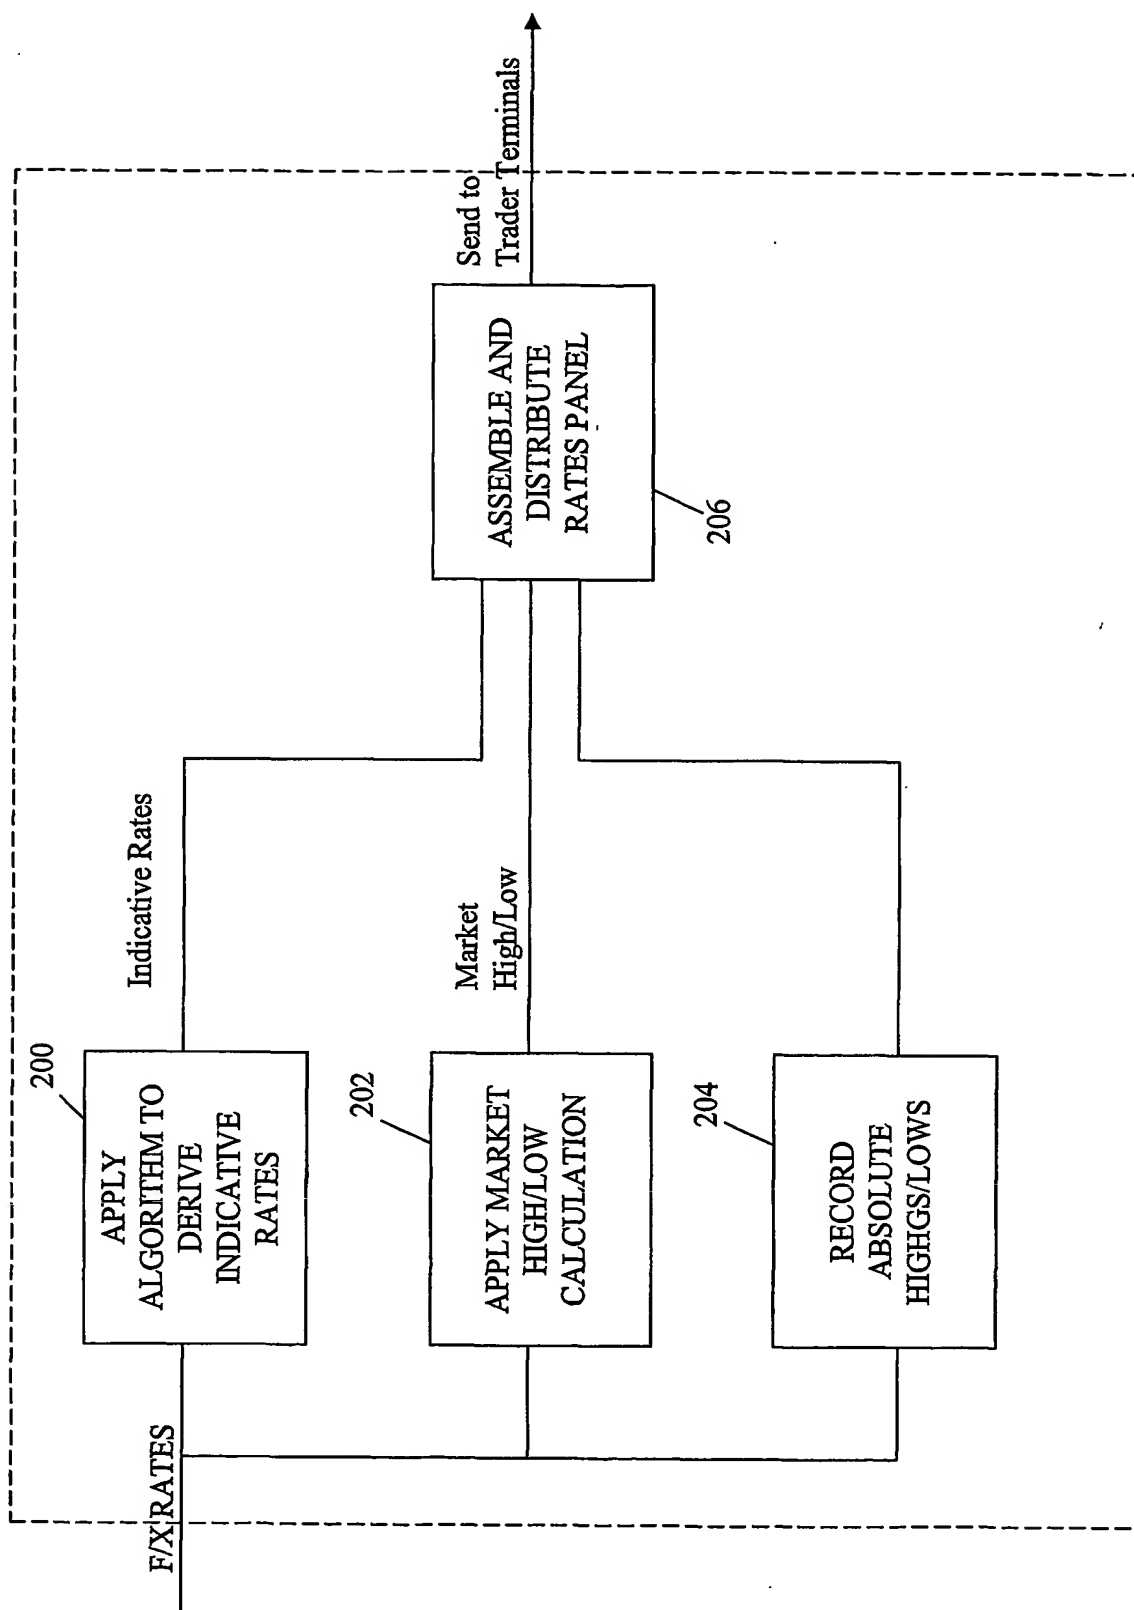 F/X RATES
200
APPLY
ALGORITHM TO
DERIVE
INDICATIVE
RATES
Indicative Rates
202
APPLY MARKET
HIGH/LOW
CALCULATION
Market
High/Low
204
RECORD
ABSOLUTE
HIGHGS/LOWS
ASSEMBLE AND
DISTRIBUTE
RATES PANEL
206
Send to
Trader Terminals